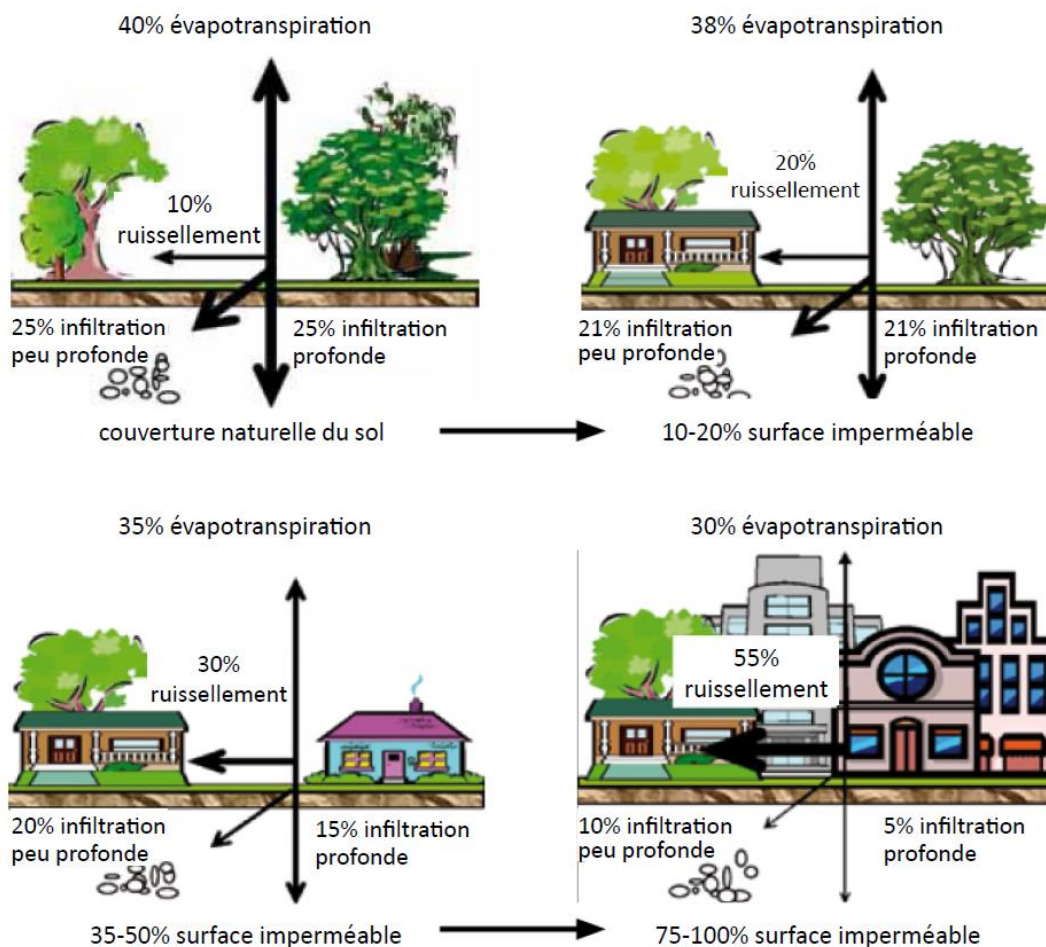 40% évapotranspiration
10%
ruissellement
25% infiltration
peu profonde
25% infiltration
profonde
couverture naturelle du sol
38% évapotranspiration
20%
ruissellement
21% infiltration
peu profonde
21% infiltration
profonde
10-20% surface imperméable
35% évapotranspiration
30%
ruissellement
20% infiltration
peu profonde
15% infiltration
profonde
35-50% surface imperméable
30% évapotranspiration
55%
ruissellement
10% infiltration
peu profonde
5% infiltration
profonde
75-100% surface imperméable